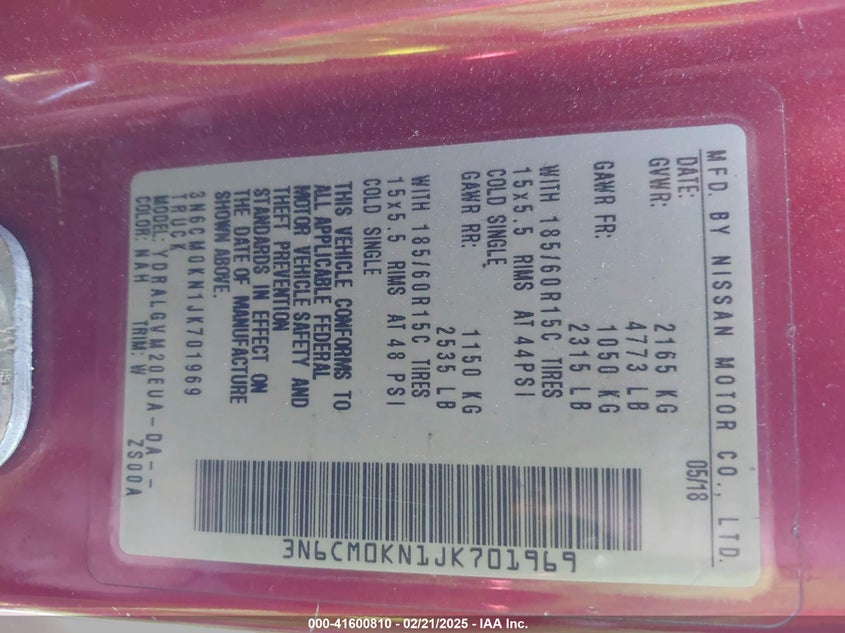 MFD. BY NISSAN MOTOR CO., LTD.
DATE: 05/18
GVWR: 2165 KG
4773 LB
GAWR FR: 1050 KG
2315 LB
WITH 185/60R15C TIRES
15x5.5 RIMS AT 44PSI
COLD SINGLE
GAWR RR: 1150 KG
2535 LB
WITH 185/60R15C TIRES
15x5.5 RIMS AT 48 PSI
COLD SINGLE
THIS VEHICLE CONFORMS TO
ALL APPLICABLE FEDERAL
MOTOR VEHICLE SAFETY AND
THEFT PREVENTION
STANDARDS IN EFFECT ON
THE DATE OF MANUFACTURE
SHOWN ABOVE.
3N6CM0KN1JK701969
TRUCK
MODEL: YDRALGVM20EUA-DA--
COLOR: NAH TRIM: W ZS00A
3N6CM0KN1JK701969
000-41600810 - 02/21/2025 - IAA Inc.